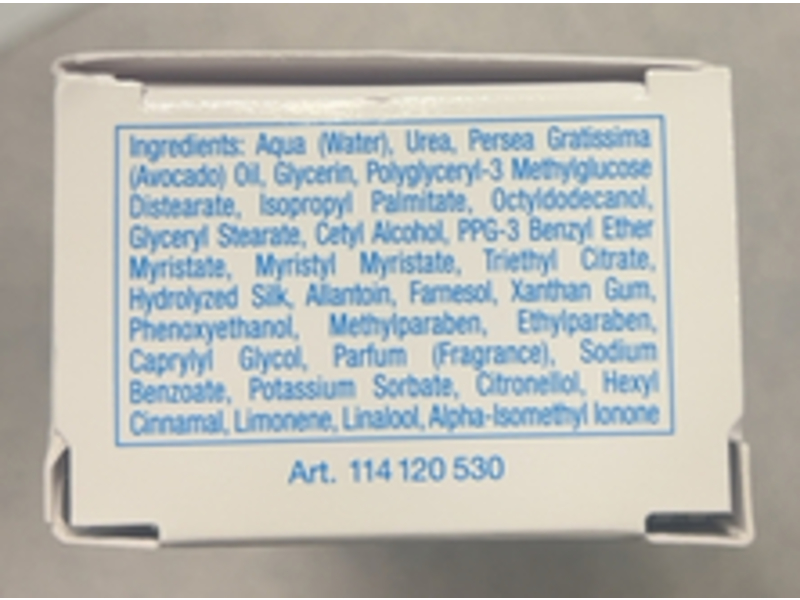 Ingredients: Aqua (Water), Urea, Persea Gratissima
(Avocado) Oil, Glycerin, Polyglyceryl-3 Methylglucose
Distearate, Isopropyl Palmitate, Octyldodecanol,
Glyceryl Stearate, Cetyl Alcohol, PPG-3 Benzyl Ether
Myristate, Myristyl Myristate, Triethyl Citrate,
Hydrolyzed Silk, Allantoin, Farnesol, Xanthan Gum,
Phenoxyethanol, Methylparaben, Ethylparaben,
Caprylyl Glycol, Parfum (Fragrance), Sodium
Benzoate, Potassium Sorbate, Citronellol, Hexyl
Cinnamal, Limonene, Linalool, Alpha-Isomethyl Ionone
Art. 114 120 530